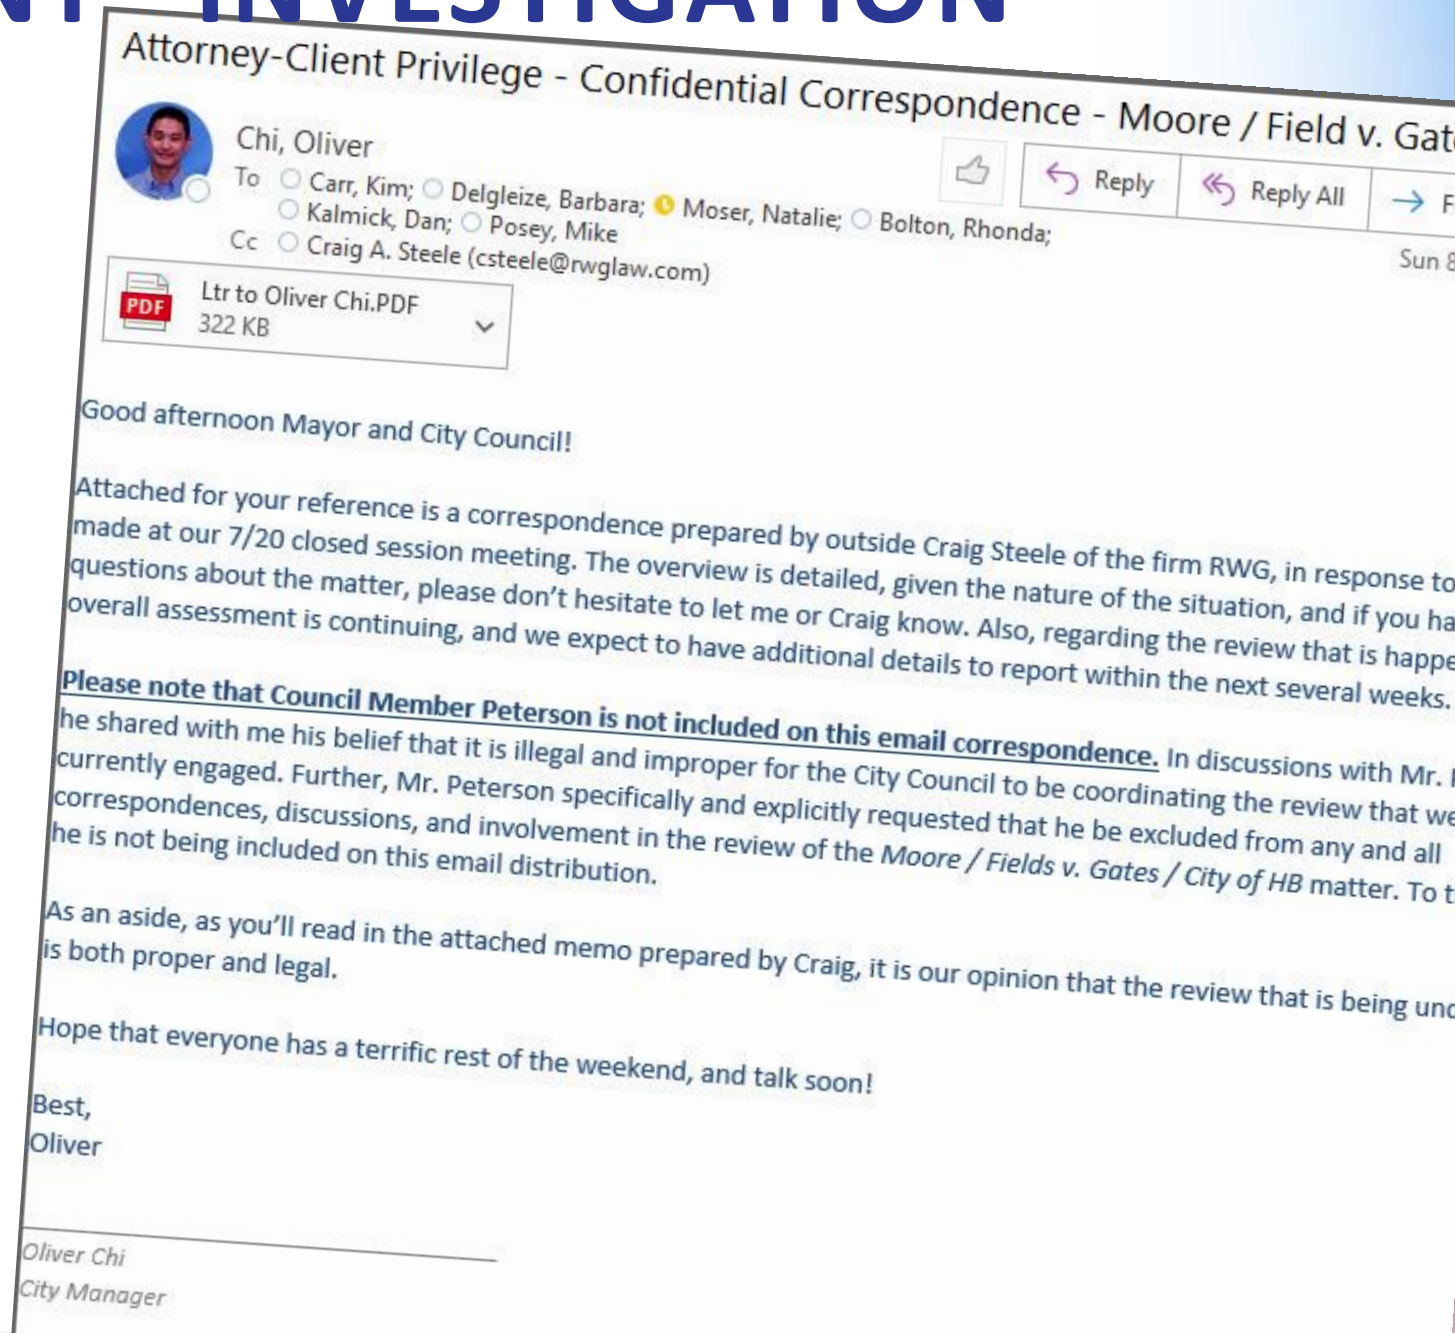 INVESTIGATION
Attorney-Client Privilege - Confidential Correspondence - Moore / Field v.
Chi, Oliver
To Carr, Kim; Delgleize, Barbara; Moser, Natalie; Bolton, Rhonda;
Kalmick, Dan; Posey, Mike
Cc Craig A. Steele (csteele@rwglaw.com)
Reply
Reply All
Sun
PDF
Ltr to Oliver Chi.PDF
322 KB
Good afternoon Mayor and City Council!
Attached for your reference is a correspondence prepared by outside Craig Steele of the firm RWG, in response to
made at our 7/20 closed session meeting. The overview is detailed, given the nature of the situation, and if you
questions about the matter, please don't hesitate to let me or Craig know. Also, regarding the review that is
overall assessment is continuing, and we expect to have additional details to report within the next several weeks.
Please note that Council Member Peterson is not included on this email correspondence. In discussions with Mr.
he shared with me his belief that it is illegal and improper for the City Council to be coordinating the review that
currently engaged. Further, Mr. Peterson specifically and explicitly requested that he be excluded from any and all
correspondences, discussions, and involvement in the review of the Moore / Fields v. Gates / City of HB matter. To
he is not being included on this email distribution.
As an aside, as you'll read in the attached memo prepared by Craig, it is our opinion that the review that is being
is both proper and legal.
Hope that everyone has a terrific rest of the weekend, and talk soon!
Best,
Oliver
Oliver Chi
City Manager